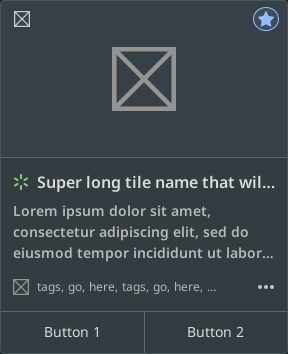 Super long tile name that wil...
Lorem ipsum dolor sit amet,
consectetur adipiscing elit, sed do
eiusmod tempor incididunt ut labor...
tags, go, here, tags, go, here, ...
Button 1
Button 2